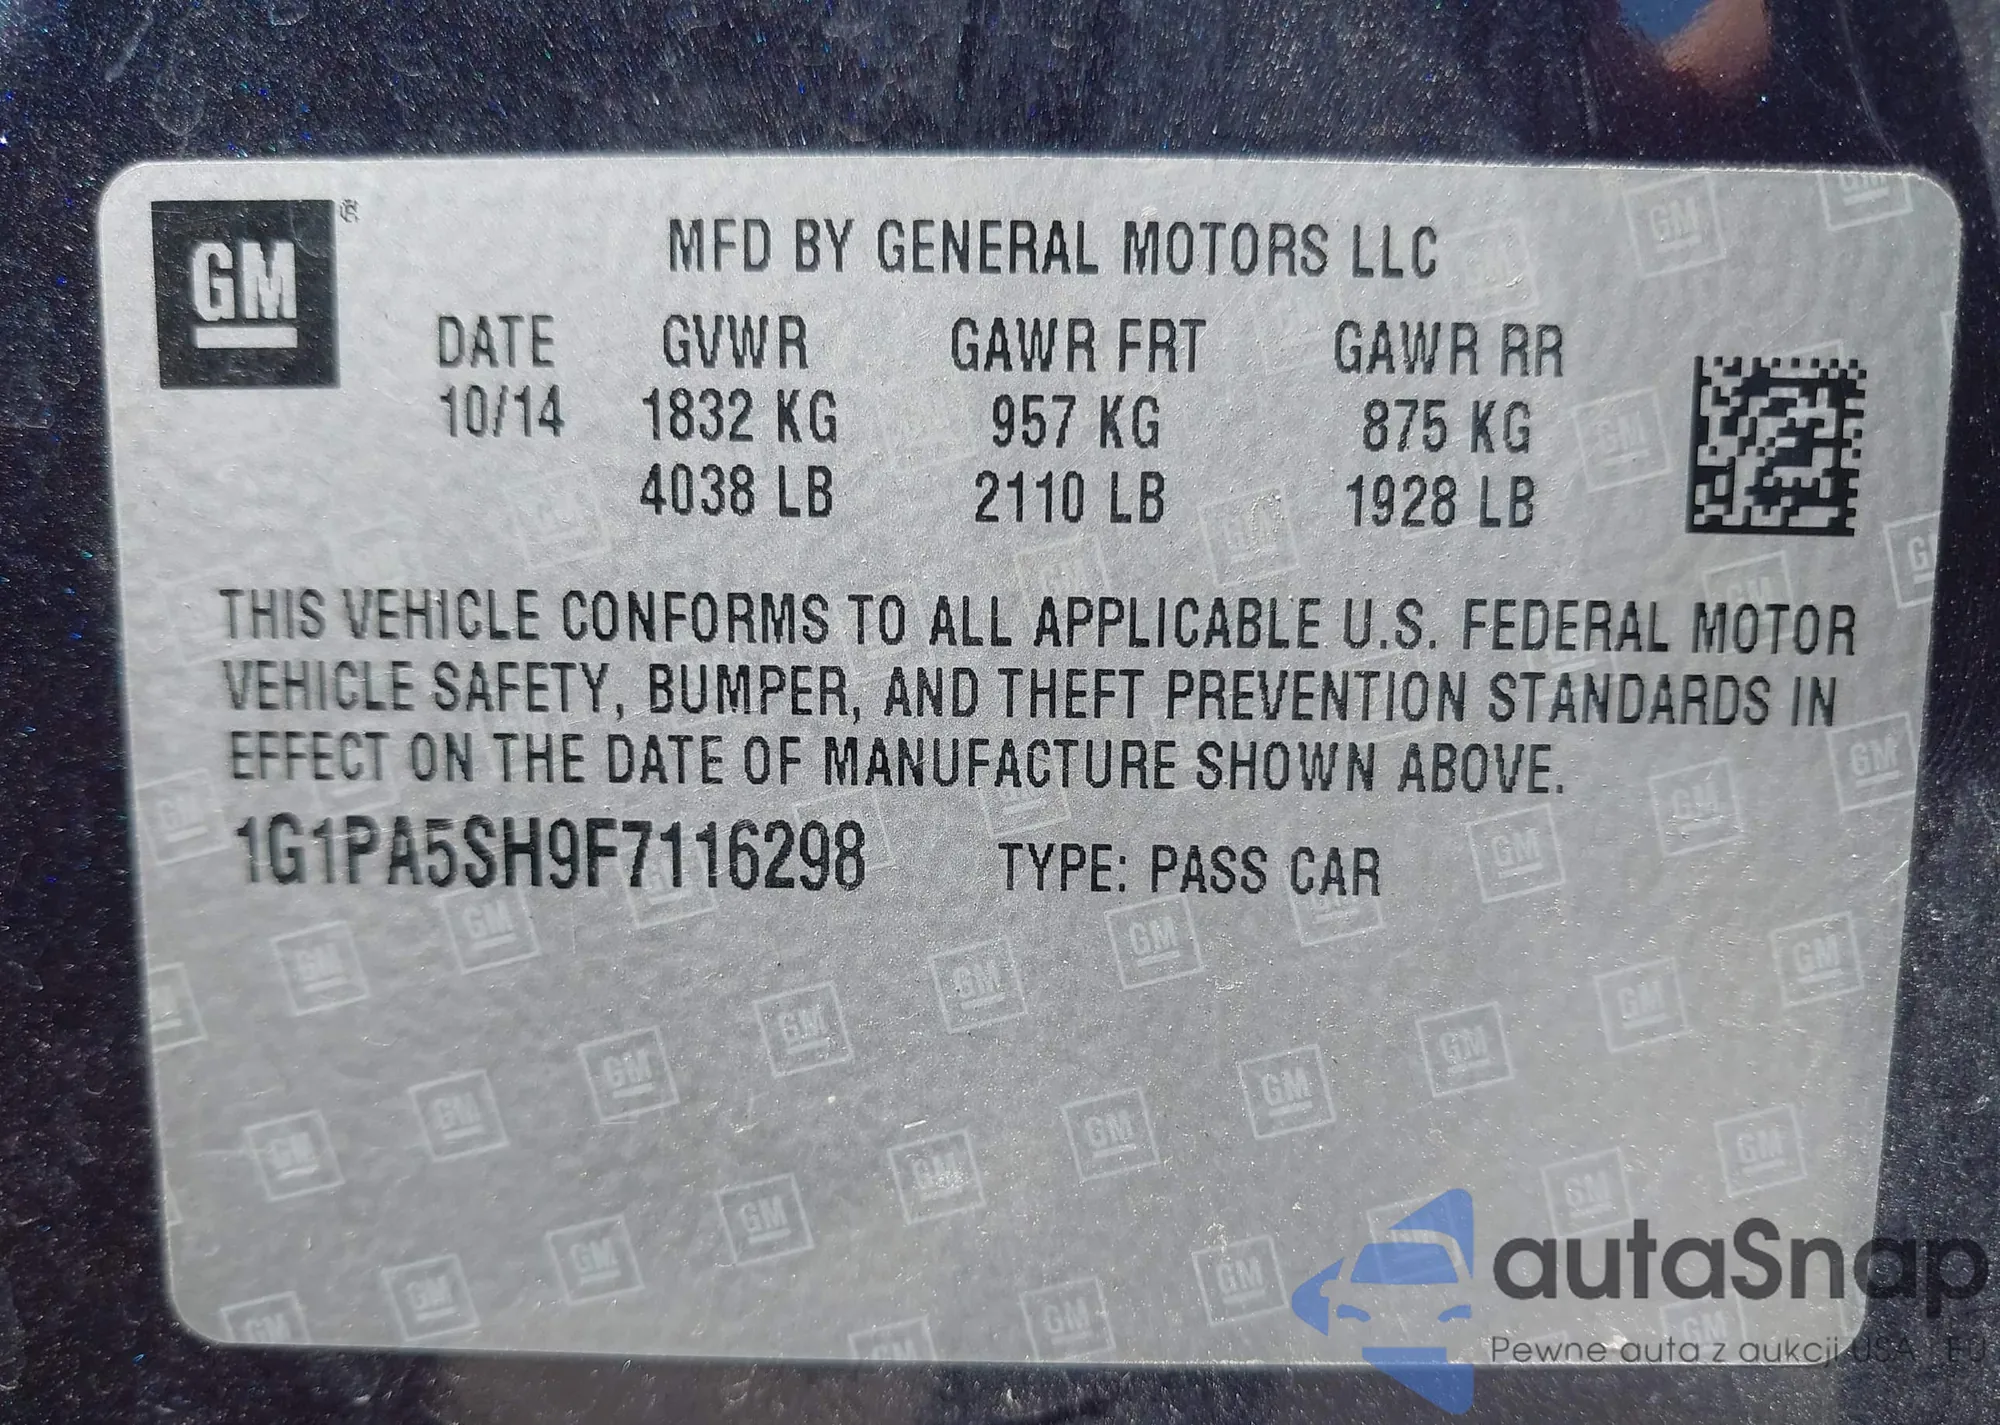 GM ®
MFD BY GENERAL MOTORS LLC
DATE GVWR GAWR FRT GAWR RR
10/14 1832 KG 957 KG 875 KG
4038 LB 2110 LB 1928 LB
THIS VEHICLE CONFORMS TO ALL APPLICABLE U.S. FEDERAL MOTOR
VEHICLE SAFETY, BUMPER, AND THEFT PREVENTION STANDARDS IN
EFFECT ON THE DATE OF MANUFACTURE SHOWN ABOVE.
1G1PA5SH9F7116298 TYPE: PASS CAR
autaSnap
Pewne auta z aukcji USA EU